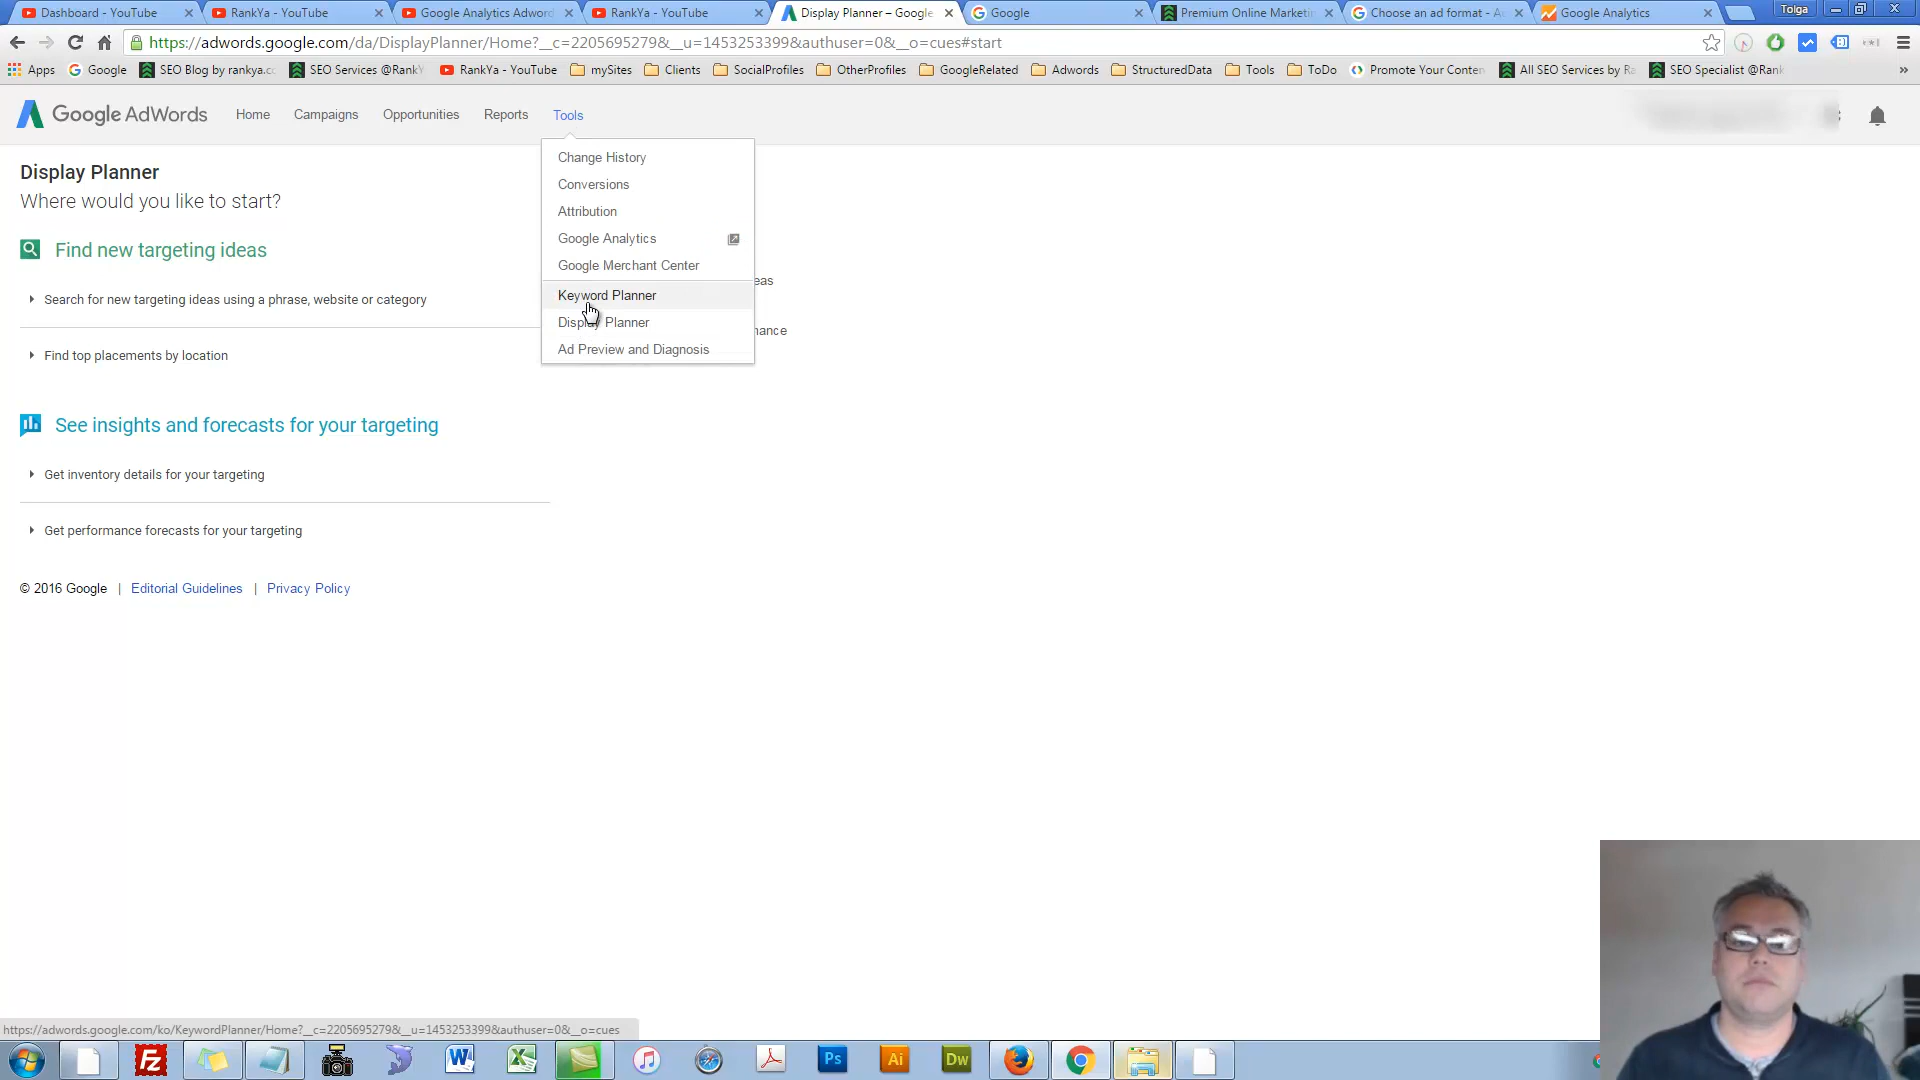 Dashboard - YouTube
RankYa - YouTube
Google Analytics Adword
RankYa - YouTube
Display Planner – Google
Google
Premium Online Marketi
Choose an ad format - A
Google Analytics
Tolga
https://adwords.google.com/da/DisplayPlanner/Home?__c=2205695279&__u=1453253399&authuser=0&__o=cues#start
Apps
Google
SEO Blog by rankya.c
SEO Services @RankY
RankYa - YouTube
mySites
Clients
SocialProfiles
OtherProfiles
GoogleRelated
Adwords
StructuredData
Tools
ToDo
Promote Your Conten
All SEO Services by Ra
SEO Specialist @Rank
»
Google AdWords
Home
Campaigns
Opportunities
Reports
Tools
Change History
Conversions
Attribution
Google Analytics
Google Merchant Center
Keyword Planner
Display Planner
Ad Preview and Diagnosis
Display Planner
Where would you like to start?
Find new targeting ideas
eas
Search for new targeting ideas using a phrase, website or category
nance
Find top placements by location
See insights and forecasts for your targeting
Get inventory details for your targeting
Get performance forecasts for your targeting
© 2016 Google | Editorial Guidelines | Privacy Policy
https://adwords.google.com/ko/KeywordPlanner/Home?__c=2205695279&__u=1453253399&authuser=0&__o=cues
Fz
W
X
Ps
Ai
Dw